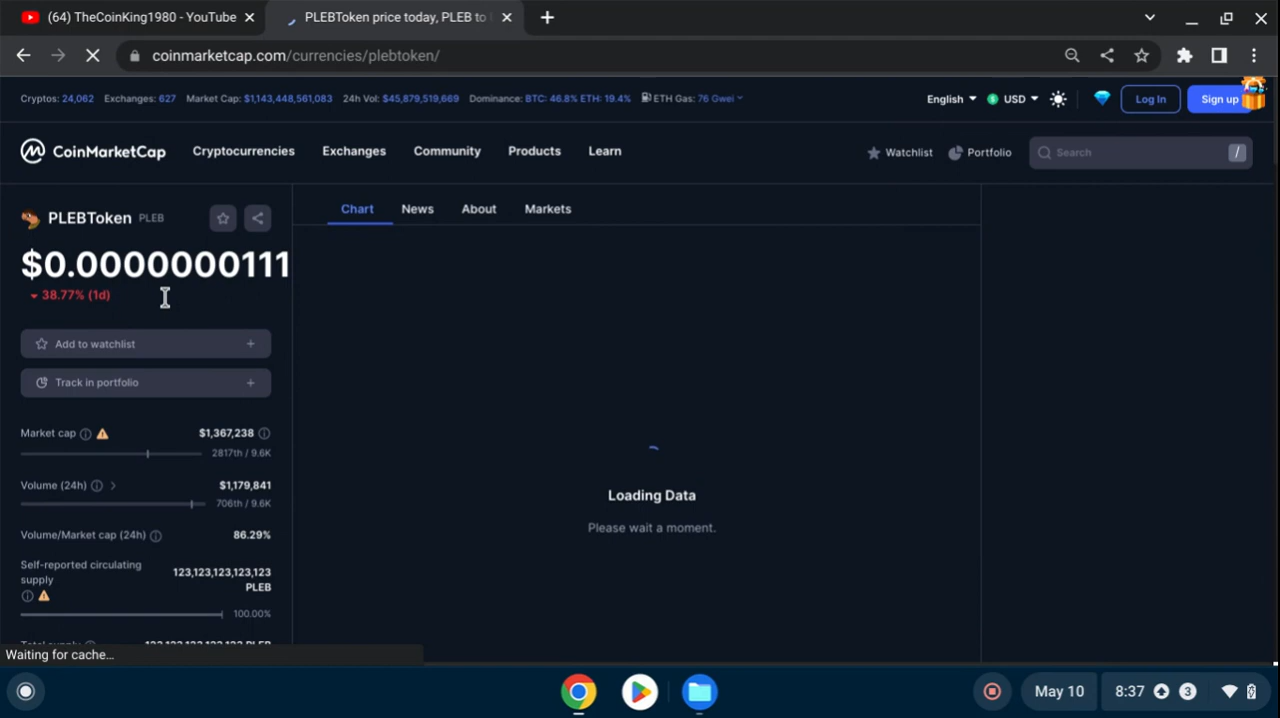 (64) TheCoinKing1980 - YouTube
PLEBToken price today, PLEB to
coinmarketcap.com/currencies/plebtoken/
Cryptos: 24,062 Exchanges: 627 Market Cap: $1,143,448,561,083 24h Vol: $45,879,519,669 Dominance: BTC: 46.8% ETH: 19.4% ETH Gas: 76 Gwei
English USD Log In Sign up
CoinMarketCap Cryptocurrencies Exchanges Community Products Learn
Watchlist Portfolio Search /
PLEBToken PLEB
$0.0000000111
38.77% (1d)
Add to watchlist +
Track in portfolio +
Market cap $1,367,238
2817th / 9.6K
Volume (24h) $1,179,841
706th / 9.6K
Volume/Market cap (24h) 86.29%
Self-reported circulating
supply
123,123,123,123,123
PLEB
100.00%
Chart News About Markets
Loading Data
Please wait a moment.
Waiting for cache...
May 10 8:37 3